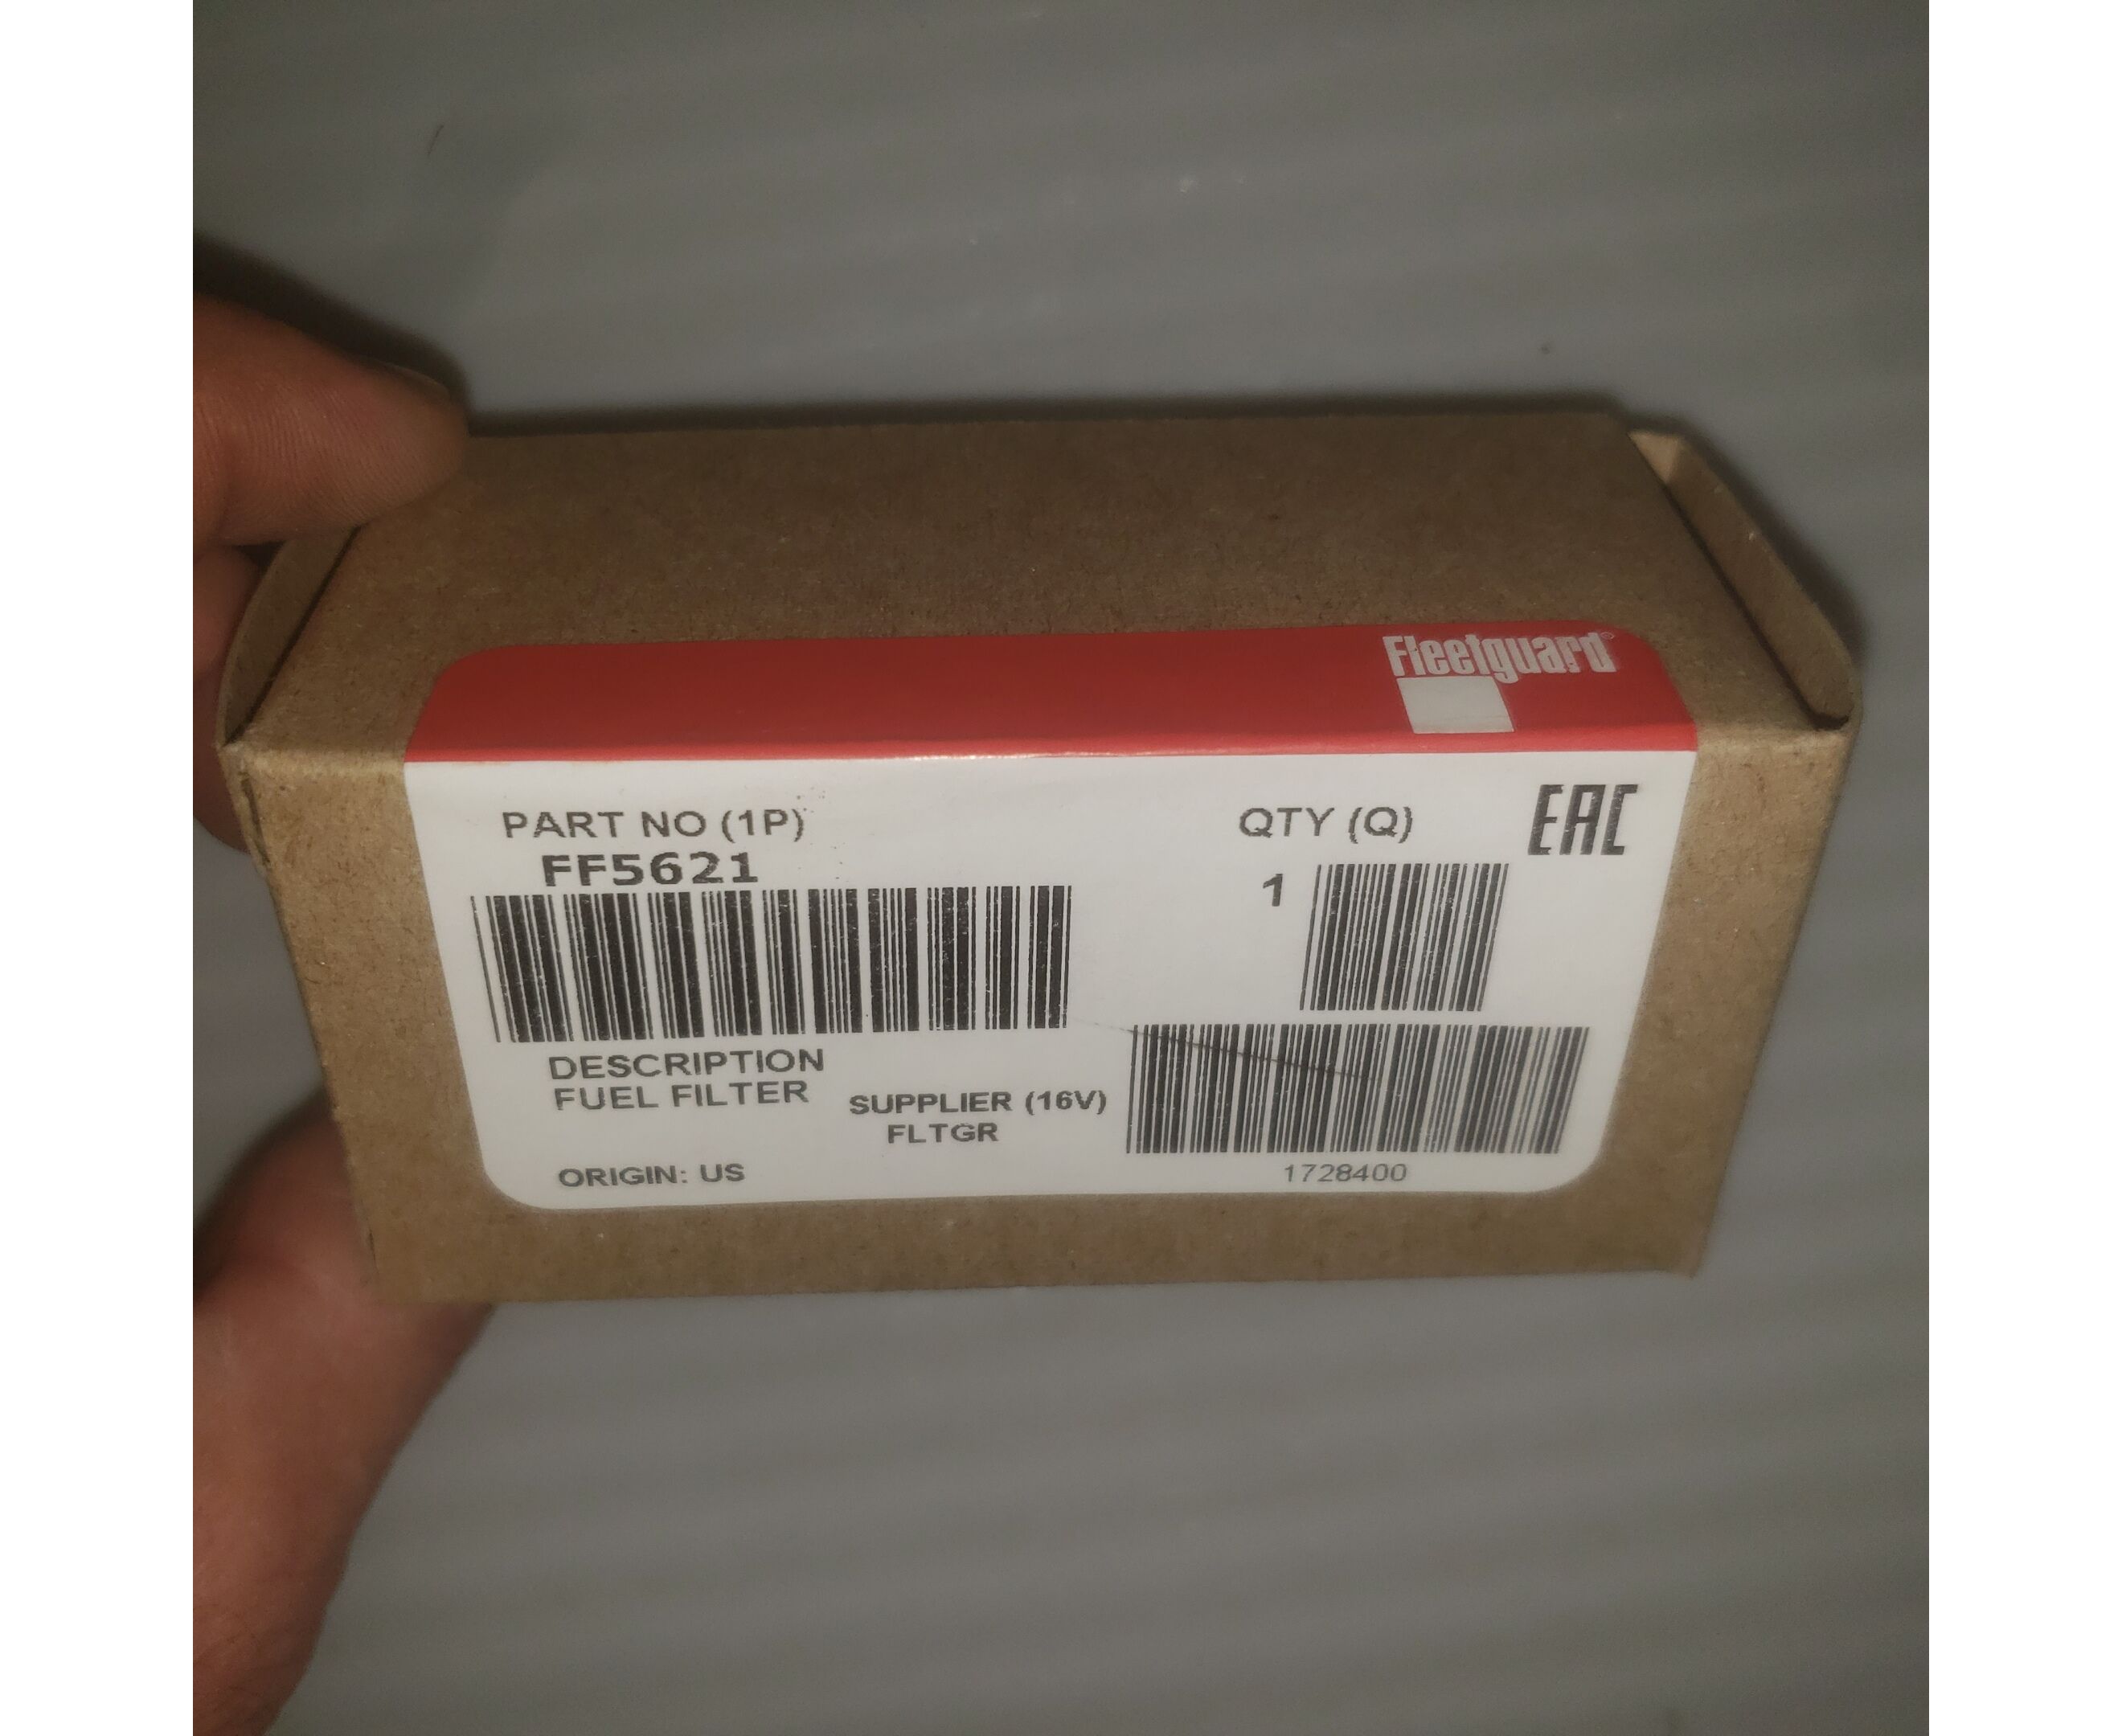 Fleetguard®
PART NO (1P)
FF5621
QTY (Q)
1
EAC
DESCRIPTION
FUEL FILTER
SUPPLIER (16V)
FLTGR
ORIGIN: US
1728400